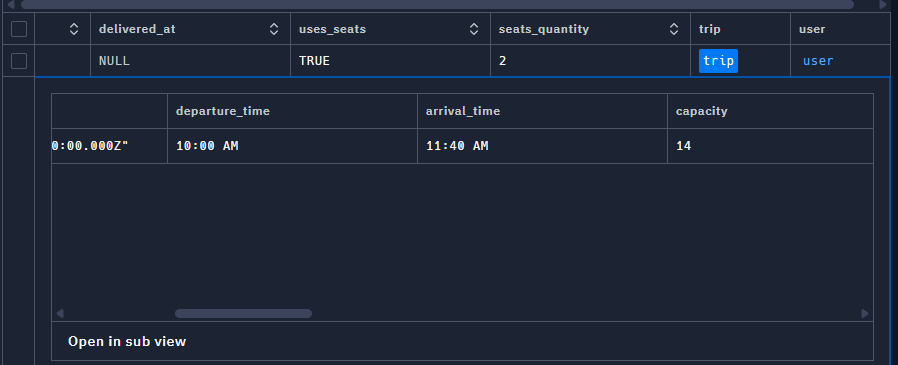 delivered_at uses_seats seats_quantity trip user
NULL TRUE 2 trip user
departure_time arrival_time capacity
0:00.000Z" 10:00 AM 11:40 AM 14
Open in sub view